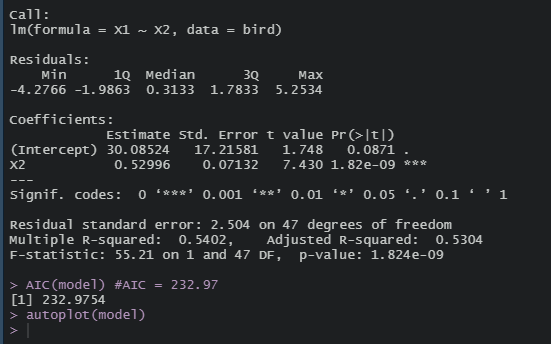 Call:
lm(formula = X1 ~ X2, data = bird)
Residuals:
    Min      1Q  Median      3Q     Max
-4.2766 -1.9863  0.3133  1.7833  5.2534
Coefficients:
            Estimate Std. Error t value Pr(>|t|)
(Intercept) 30.08524   17.21581   1.748   0.0871 .
X2           0.52996    0.07132   7.430 1.82e-09 ***
---
Signif. codes:  0 ‘***’ 0.001 ‘**’ 0.01 ‘*’ 0.05 ‘.’ 0.1 ‘ ’ 1
Residual standard error: 2.504 on 47 degrees of freedom
Multiple R-squared:  0.5402,    Adjusted R-squared:  0.5304
F-statistic: 55.21 on 1 and 47 DF,  p-value: 1.824e-09
> AIC(model) #AIC = 232.97
[1] 232.9754
> autoplot(model)
>